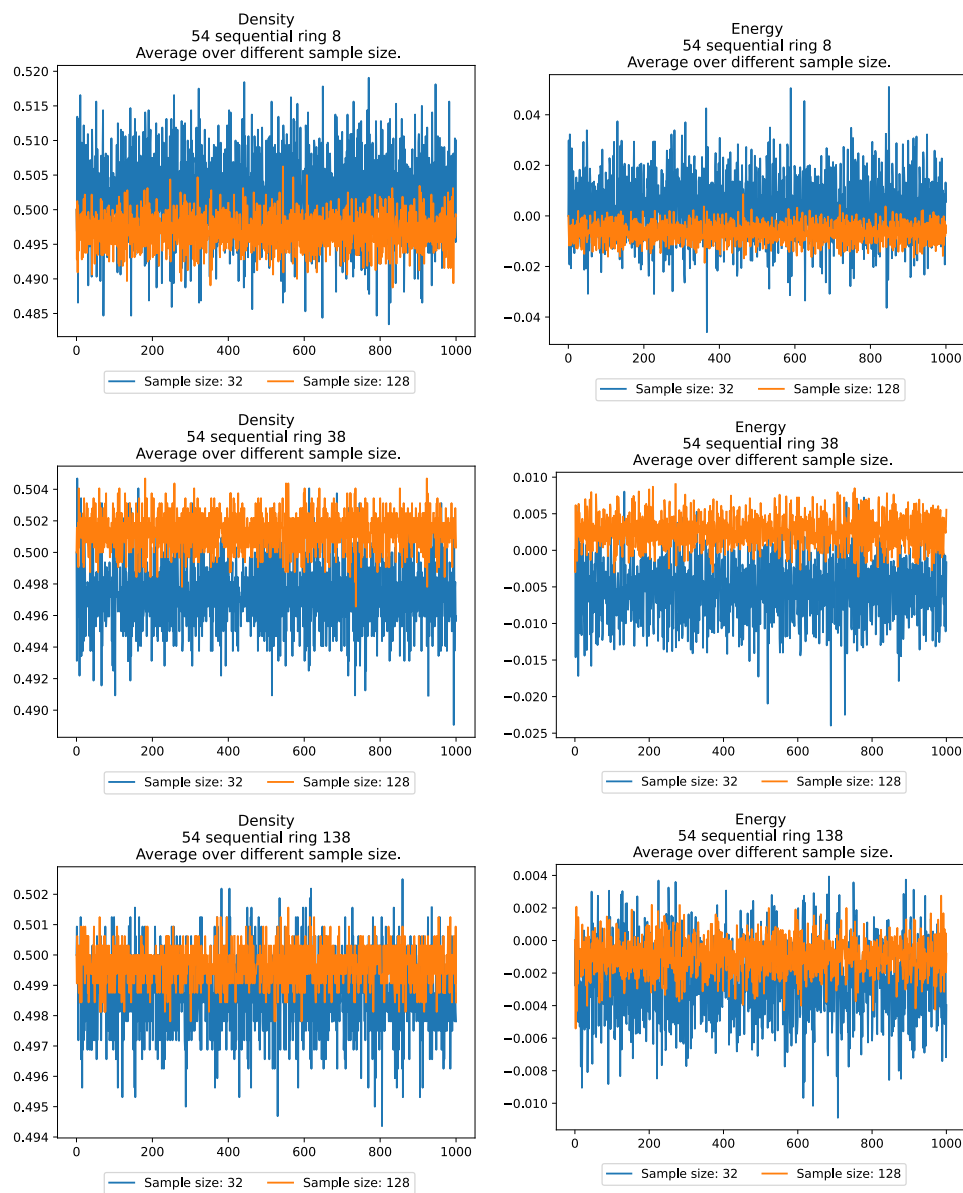 Density
54 sequential ring 8
Average over different sample size.
0.520
0.515
0.510
0.505
0.500
0.495
0.490
0.485
0
200
400
600
800
1000
Sample size: 32
Sample size: 128
Energy
54 sequential ring 8
Average over different sample size.
0.04
0.02
0.00
−0.02
−0.04
0
200
400
600
800
1000
Sample size: 32
Sample size: 128
Density
54 sequential ring 38
Average over different sample size.
0.504
0.502
0.500
0.498
0.496
0.494
0.492
0.490
0
200
400
600
800
1000
Sample size: 32
Sample size: 128
Energy
54 sequential ring 38
Average over different sample size.
0.010
0.005
0.000
−0.005
−0.010
−0.015
−0.020
−0.025
0
200
400
600
800
1000
Sample size: 32
Sample size: 128
Density
54 sequential ring 138
Average over different sample size.
0.502
0.501
0.500
0.499
0.498
0.497
0.496
0.495
0.494
0
200
400
600
800
1000
Sample size: 32
Sample size: 128
Energy
54 sequential ring 138
Average over different sample size.
0.004
0.002
0.000
−0.002
−0.004
−0.006
−0.008
−0.010
0
200
400
600
800
1000
Sample size: 32
Sample size: 128